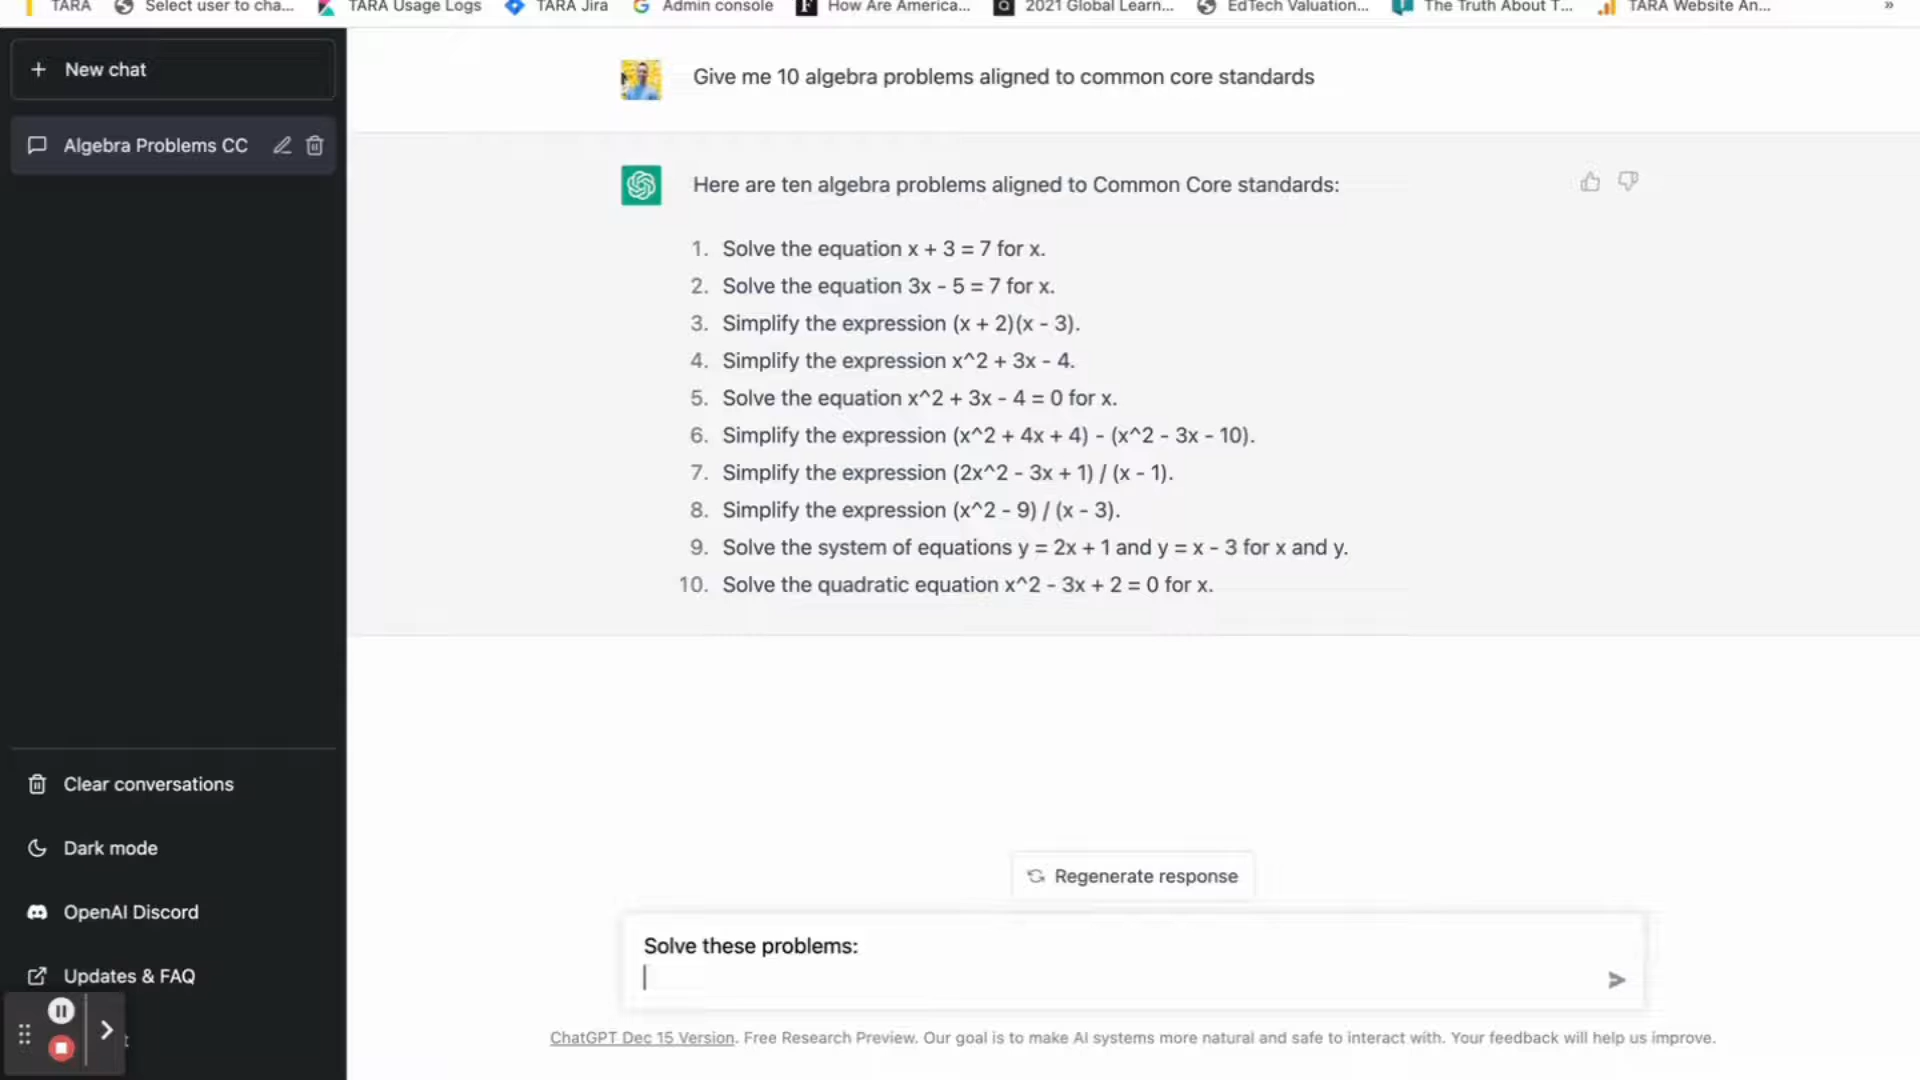 TARA
Select user to cha...
TARA Usage Logs
TARA Jira
Admin console
How Are America...
2021 Global Learn...
EdTech Valuation...
The Truth About T...
TARA Website An...
»
+ New chat
Algebra Problems CC
Give me 10 algebra problems aligned to common core standards
Here are ten algebra problems aligned to Common Core standards:
1. Solve the equation x + 3 = 7 for x.
2. Solve the equation 3x - 5 = 7 for x.
3. Simplify the expression (x + 2)(x - 3).
4. Simplify the expression x^2 + 3x - 4.
5. Solve the equation x^2 + 3x - 4 = 0 for x.
6. Simplify the expression (x^2 + 4x + 4) - (x^2 - 3x - 10).
7. Simplify the expression (2x^2 - 3x + 1) / (x - 1).
8. Simplify the expression (x^2 - 9) / (x - 3).
9. Solve the system of equations y = 2x + 1 and y = x - 3 for x and y.
10. Solve the quadratic equation x^2 - 3x + 2 = 0 for x.
Clear conversations
Dark mode
OpenAI Discord
Updates & FAQ
Regenerate response
Solve these problems:
ChatGPT Dec 15 Version. Free Research Preview. Our goal is to make AI systems more natural and safe to interact with. Your feedback will help us improve.